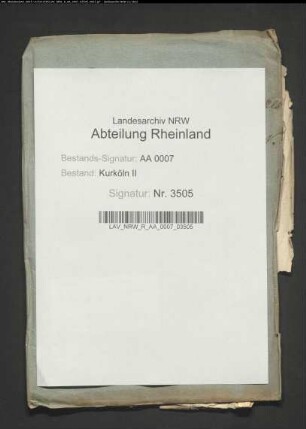 Landesarchiv NRW
Abteilung Rheinland
Bestands-Signatur: AA 0007
Bestand: Kurköln II
Signatur: Nr. 3505
LAV_NRW_R_AA_0007_03505